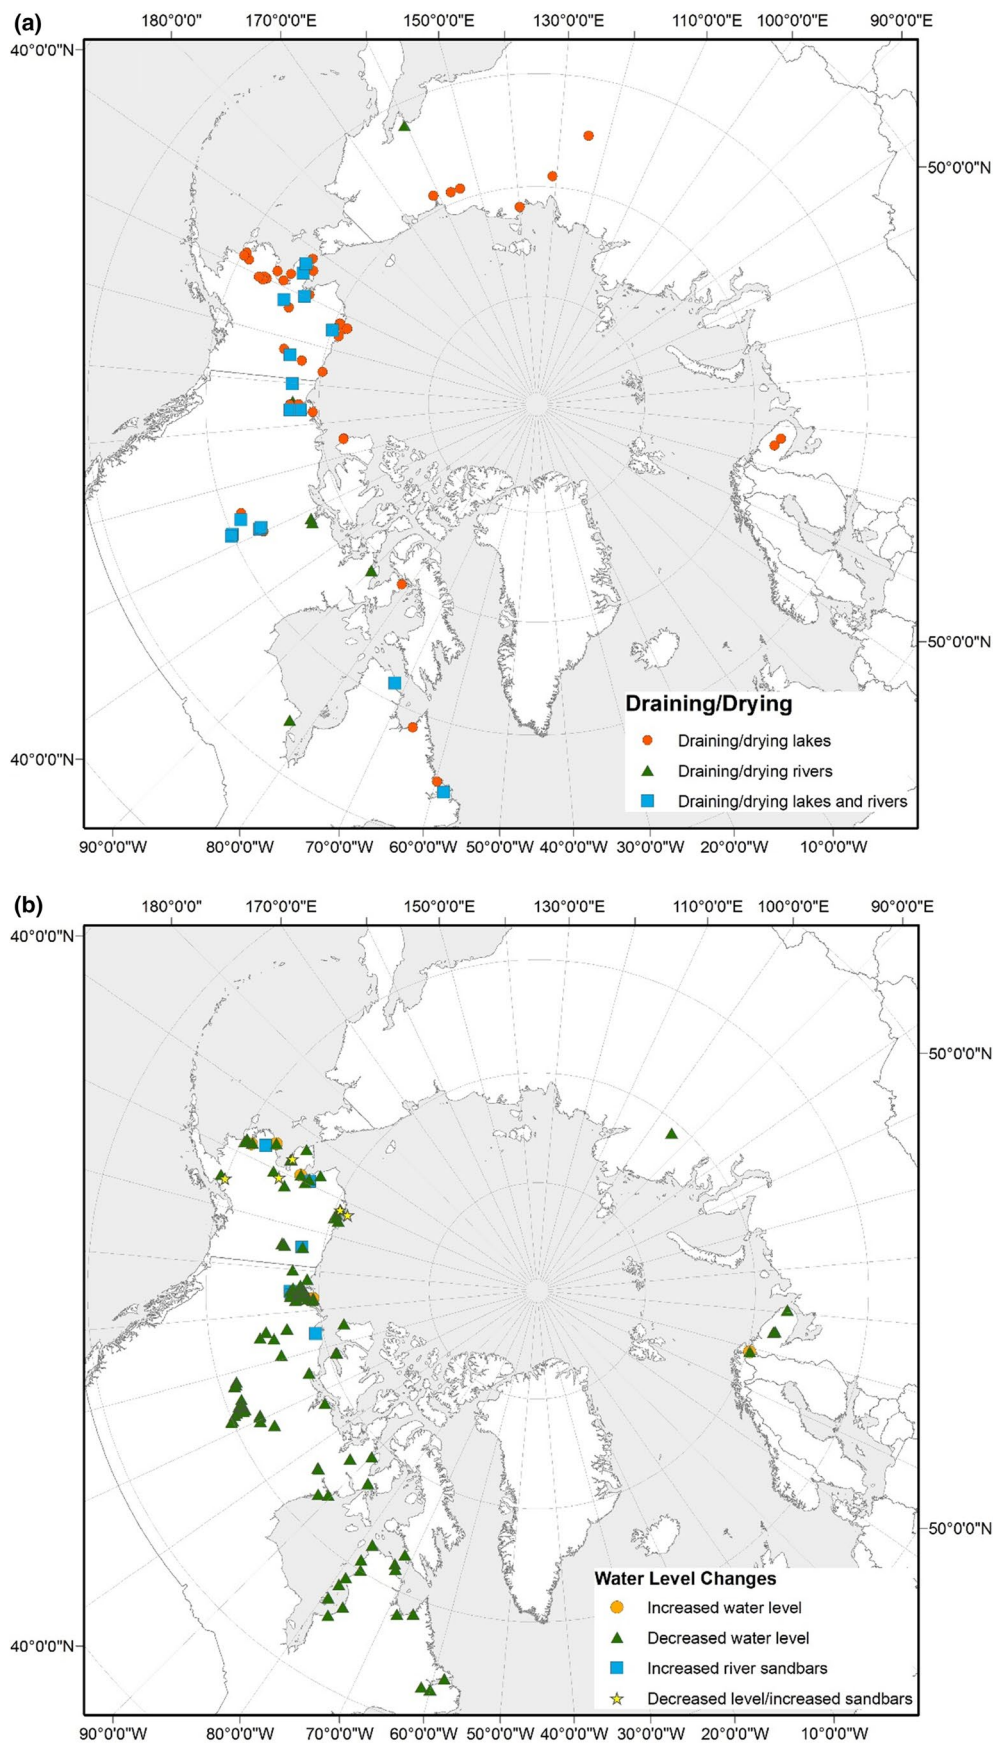 (a)
180°0'0" 170°0'0"E 150°0'0"E 130°0'0"E 110°0'0"E 100°0'0"E 90°0'0"E
40°0'0"N
50°0'0"N
50°0'0"N
40°0'0"N
Draining/Drying
Draining/drying lakes
Draining/drying rivers
Draining/drying lakes and rivers
90°0'0"W 80°0'0"W 70°0'0"W 60°0'0"W 50°0'0"W 40°0'0"W 30°0'0"W 20°0'0"W 10°0'0"W
(b)
180°0'0" 170°0'0"E 150°0'0"E 130°0'0"E 110°0'0"E 100°0'0"E 90°0'0"E
40°0'0"N
50°0'0"N
50°0'0"N
40°0'0"N
Water Level Changes
Increased water level
Decreased water level
Increased river sandbars
Decreased level/increased sandbars
90°0'0"W 80°0'0"W 70°0'0"W 60°0'0"W 50°0'0"W 40°0'0"W 30°0'0"W 20°0'0"W 10°0'0"W